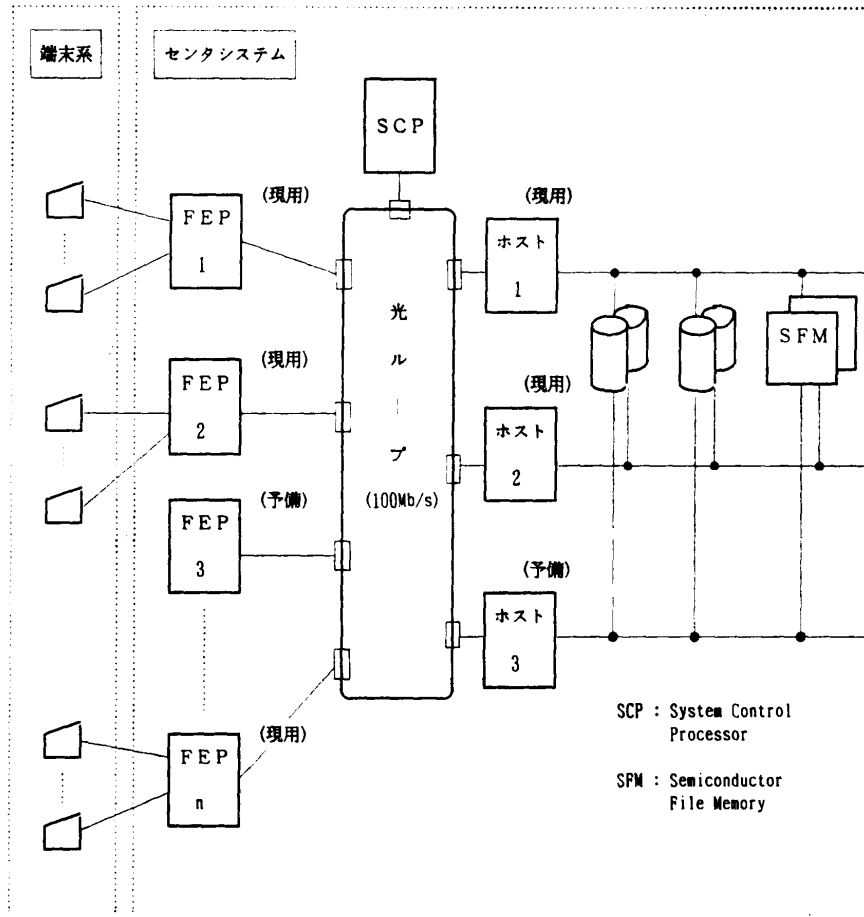 端末系
センタシステム
SCP
(現用)
FEP
1
(現用)
ホスト
1
光ループ
(100Mb/s)
SFM
(現用)
FEP
2
(現用)
ホスト
2
(予備)
FEP
3
(予備)
ホスト
3
(現用)
FEP
n
SCP : System Control
Processor
SFM : Semiconductor
File Memory